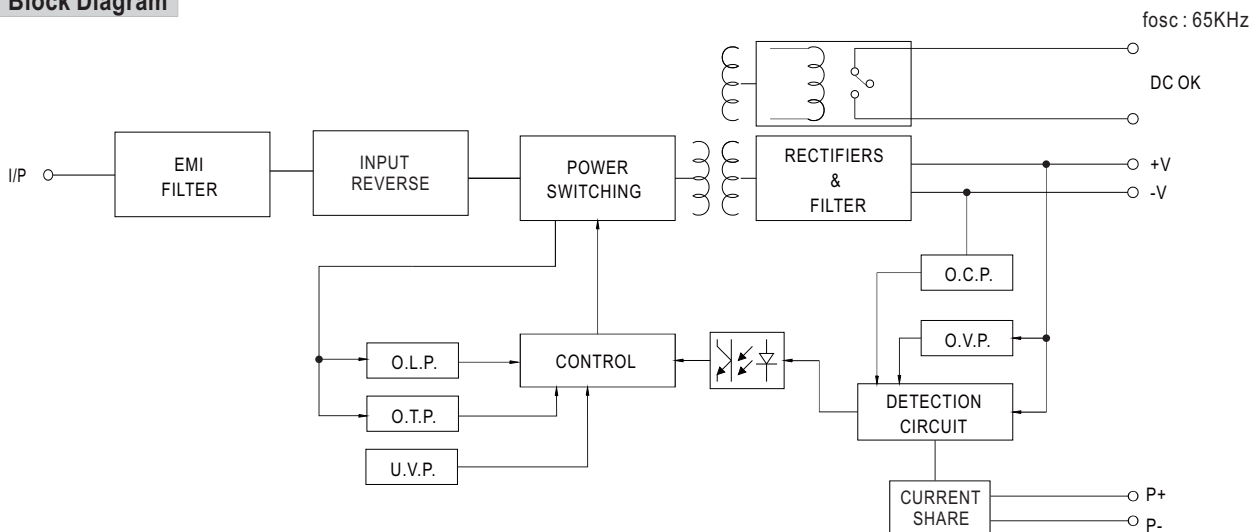 Block Diagram
fosc : 65KHz
DC OK
I/P
EMI
FILTER
INPUT
REVERSE
POWER
SWITCHING
RECTIFIERS
&
FILTER
+V
-V
O.C.P.
O.V.P.
O.L.P.
CONTROL
O.T.P.
DETECTION
CIRCUIT
U.V.P.
CURRENT
SHARE
P+
P-